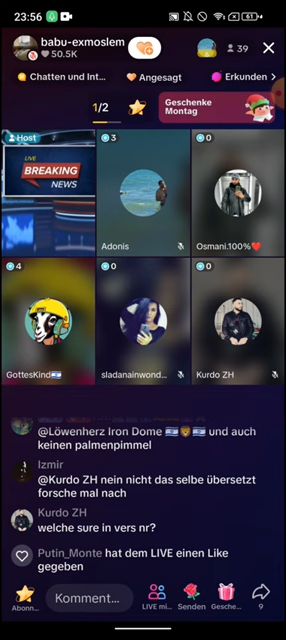 23:56
61
babu-exmoslem
50.5K
39
Chatten und Int...
Angesagt
Erkunden
1/2
Geschenke
Montag
Host
LIVE
BREAKING
NEWS
3
Adonis
0
Osmani.100%❤️
4
GottesKind🇮🇱
0
sladanainwond...
0
Kurdo ZH
@Löwenherz Iron Dome 🇮🇱🦁🇮🇱 und auch
keinen palmenpimmel
Izmir
@Kurdo ZH nein nicht das selbe übersetzt
forsche mal nach
Kurdo ZH
welche sure in vers nr?
Putin_Monte hat dem LIVE einen Like
gegeben
Abonn...
Komment...
LIVE mi...
Senden
Gesche...
9